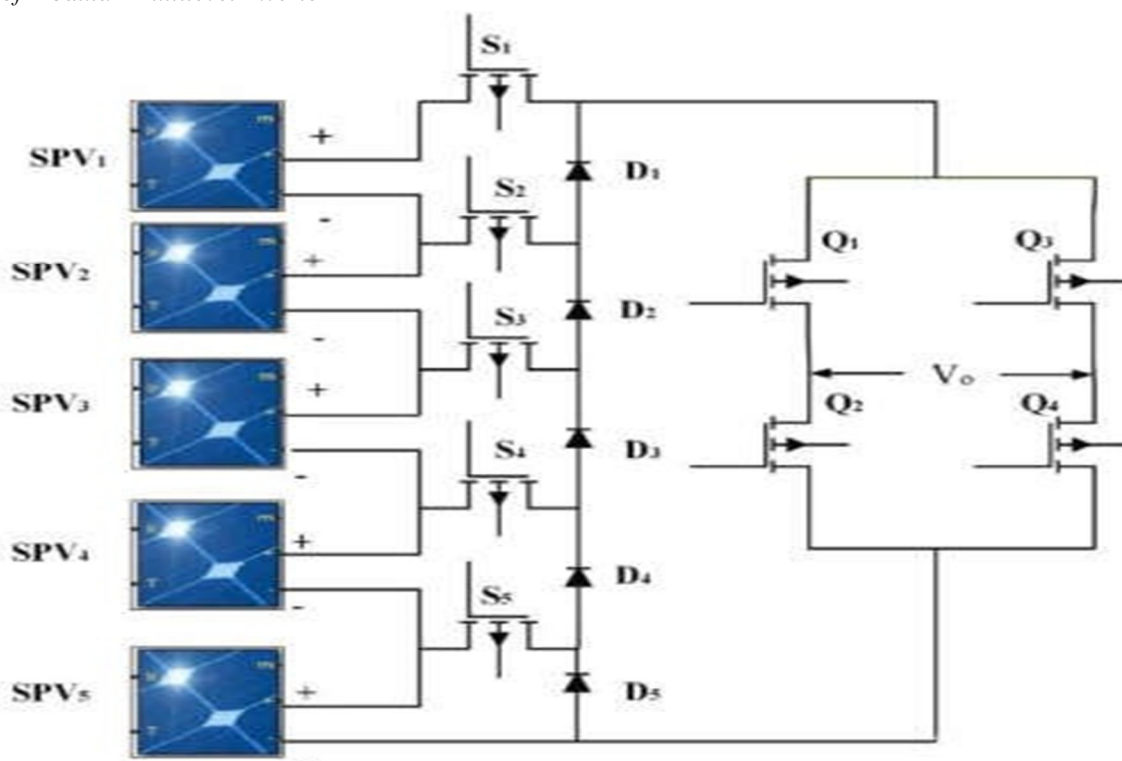 S1
SPV1
+
-
D1
S2
SPV2
+
-
Q1
Q3
D2
S3
SPV3
+
-
Vo
Q2
Q4
S4
D3
SPV4
+
-
D4
S5
SPV5
+
D5